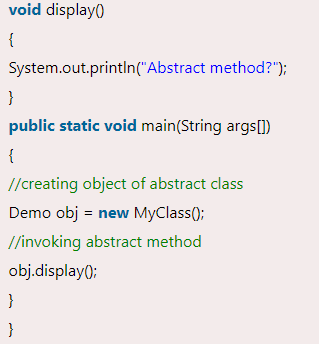 void display()
{
System.out.println("Abstract method?");
}
public static void main(String args[])
{
//creating object of abstract class
Demo obj = new MyClass();
//invoking abstract method
obj.display();
}
}